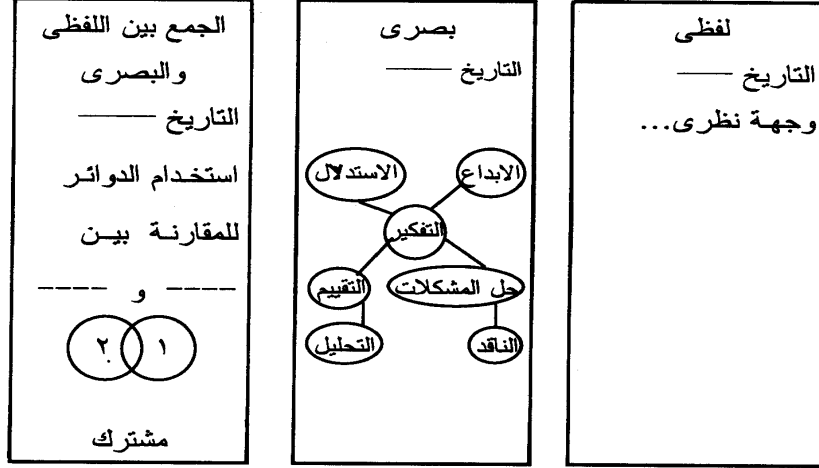 لفظى
التاريخ ——
وجهة نظرى...
بصرى
التاريخ ——
الابداع
الاستدلال
التفكير
حل المشكلات
التقييم
الناقد
التحليل
الجمع بين اللفظى
والبصرى
التاريخ ——
استخدام الدوائر
للمقارنة بين
---- و ----
١ ٢
مشترك